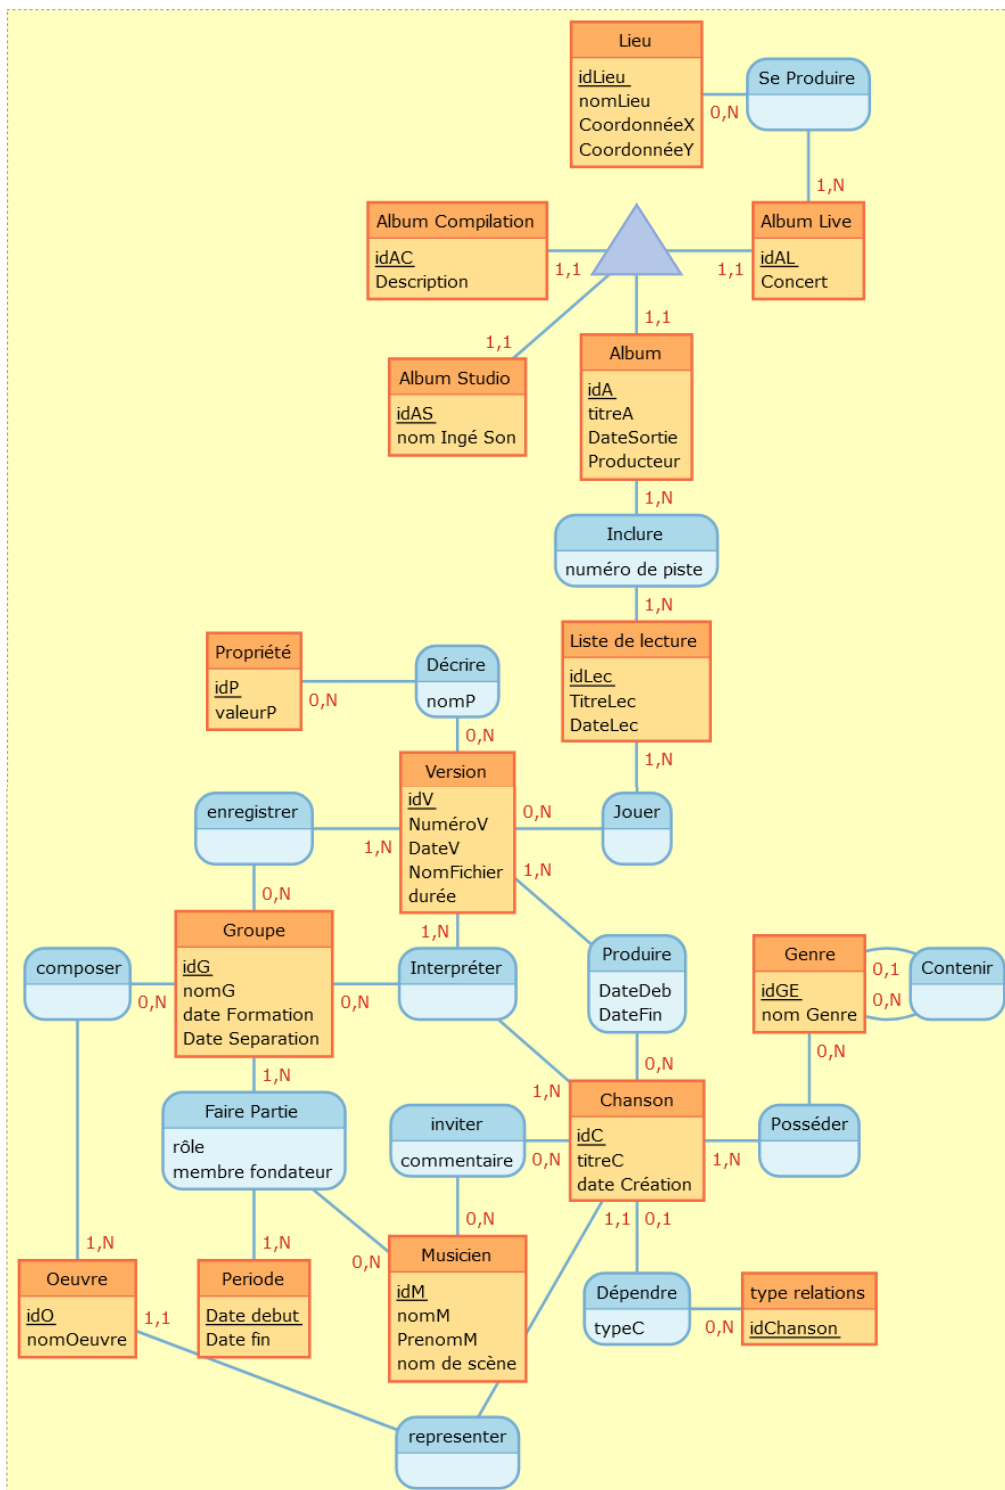 Lieu
idLieu
nomLieu
CoordonnéeX
CoordonnéeY
Se Produire
0,N
1,N
Album Compilation
idAC
Description
1,1
Album Live
idAL
Concert
1,1
1,1
1,1
Album Studio
idAS
nom Ingé Son
Album
idA
titreA
DateSortie
Producteur
1,N
Inclure
numéro de piste
1,N
Liste de lecture
idLec
TitreLec
DateLec
1,N
Propriété
idP
valeurP
0,N
Décrire
nomP
0,N
Version
idV
NuméroV
DateV
NomFichier
durée
enregistrer
1,N
0,N
Jouer
1,N
0,N
1,N
Groupe
idG
nomG
date Formation
Date Separation
composer
0,N
0,N
Interpréter
Produire
DateDeb
DateFin
Genre
idGE
nom Genre
0,1
0,N
Contenir
1,N
0,N
0,N
1,N
Faire Partie
rôle
membre fondateur
inviter
commentaire
0,N
Chanson
idC
titreC
date Création
1,N
Posséder
1,N
1,N
0,N
0,N
1,1
0,1
Oeuvre
idO
nomOeuvre
1,1
Periode
Date debut
Date fin
Musicien
idM
nomM
PrenomM
nom de scène
Dépendre
typeC
0,N
type relations
idChanson
representer